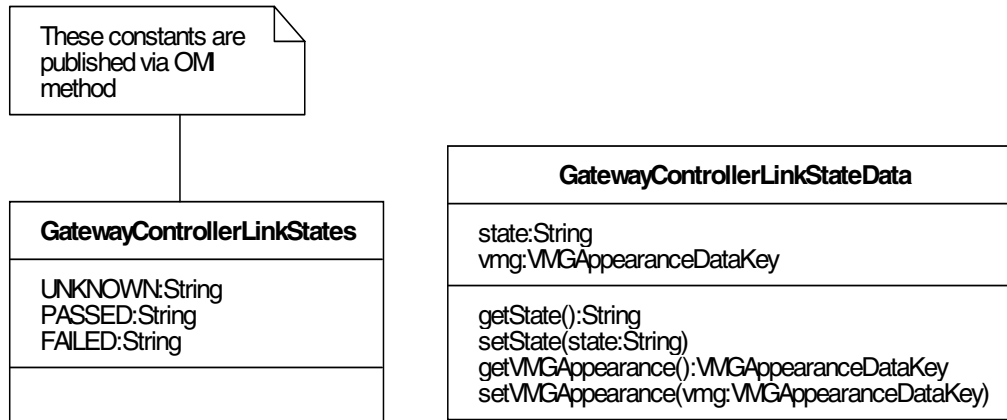 These constants are
published via OMI
method
GatewayControllerLinkStates
UNKNOWN:String
PASSED:String
FAILED:String
GatewayControllerLinkStateData
state:String
vmg:VMGAppearanceDataKey
getState():String
setState(state:String)
getVMGAppearance():VMGAppearanceDataKey
setVMGAppearance(vmg:VMGAppearanceDataKey)